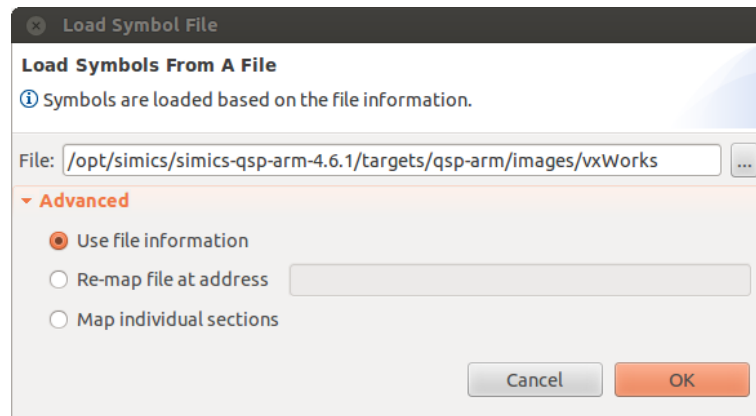 Load Symbol File
Load Symbols From A File
Symbols are loaded based on the file information.
File: /opt/simics/simics-qsp-arm-4.6.1/targets/qsp-arm/images/vxWorks ...
Advanced
Use file information
Re-map file at address
Map individual sections
Cancel OK